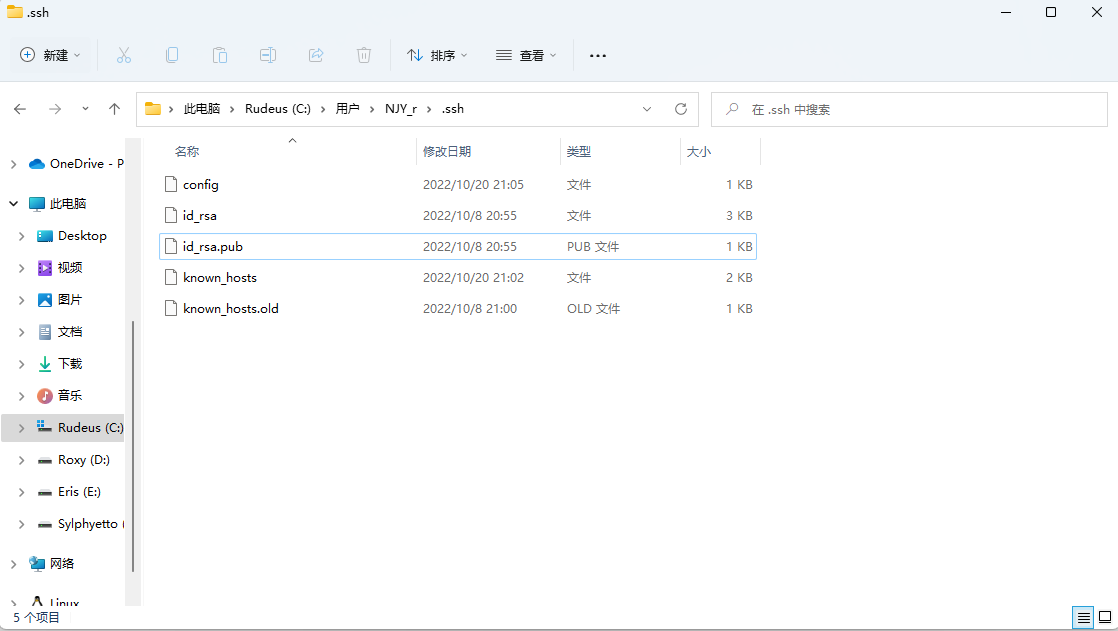 .ssh
新建
排序
查看
此电脑 Rudeus (C:) 用户 NJY_r .ssh
在 .ssh 中搜索
OneDrive - P
此电脑
Desktop
视频
图片
文档
下载
音乐
Rudeus (C:)
Roxy (D:)
Eris (E:)
Sylphyetto (
网络
Linux
名称 修改日期 类型 大小
config 2022/10/20 21:05 文件 1 KB
id_rsa 2022/10/8 20:55 文件 3 KB
id_rsa.pub 2022/10/8 20:55 PUB 文件 1 KB
known_hosts 2022/10/20 21:02 文件 2 KB
known_hosts.old 2022/10/8 21:00 OLD 文件 1 KB
5 个项目